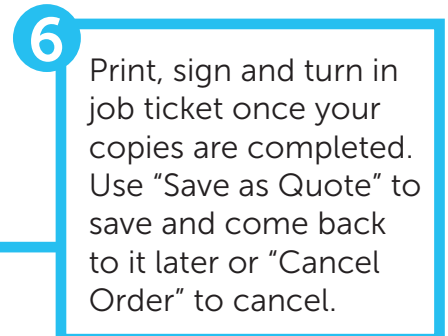 6
Print, sign and turn in
job ticket once your
copies are completed.
Use “Save as Quote” to
save and come back
to it later or “Cancel
Order” to cancel.